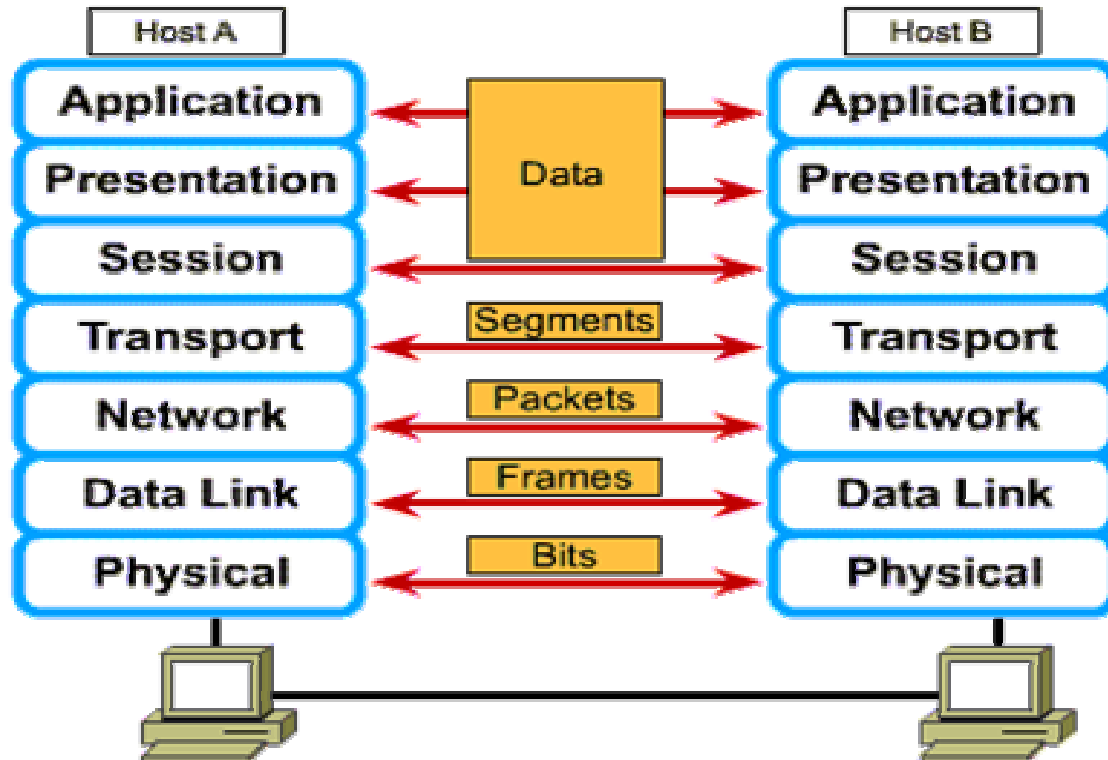 Host A
Host B
Application
Data
Application
Presentation
Presentation
Session
Session
Transport
Segments
Transport
Network
Packets
Network
Data Link
Frames
Data Link
Physical
Bits
Physical